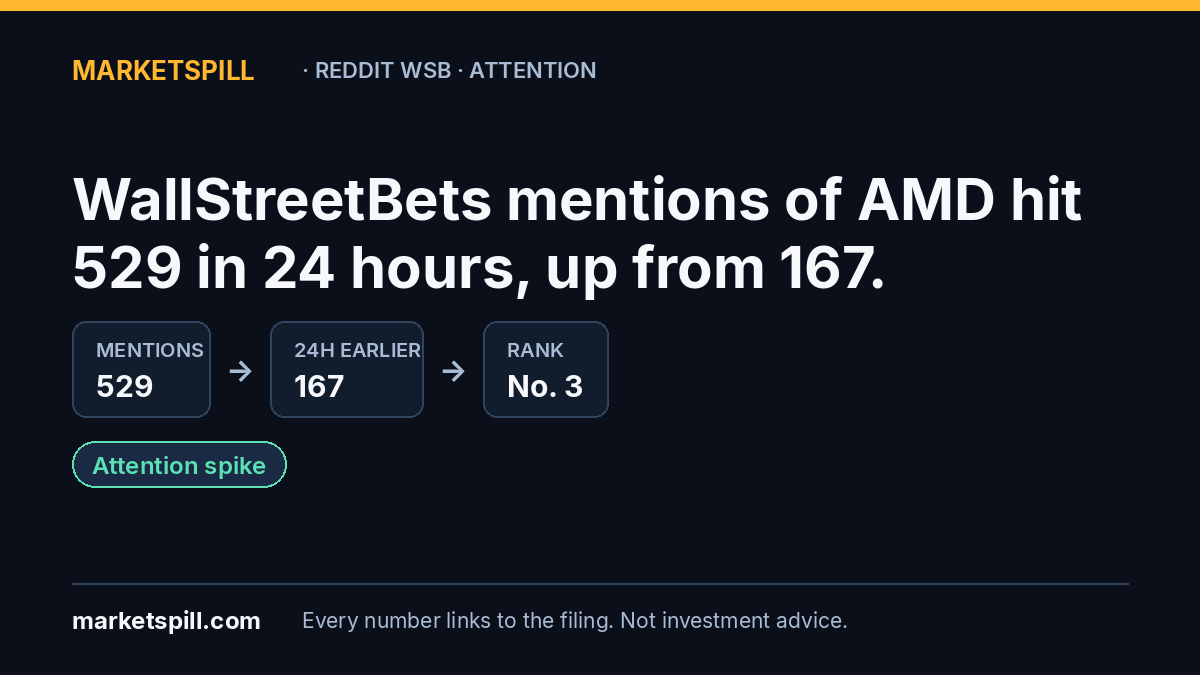 MARKETSPILL · REDDIT WSB · ATTENTION
WallStreetBets mentions of AMD hit
529 in 24 hours, up from 167.
MENTIONS → 24H EARLIER → RANK
529 167 No. 3
Attention spike
marketspill.com Every number links to the filing. Not investment advice.